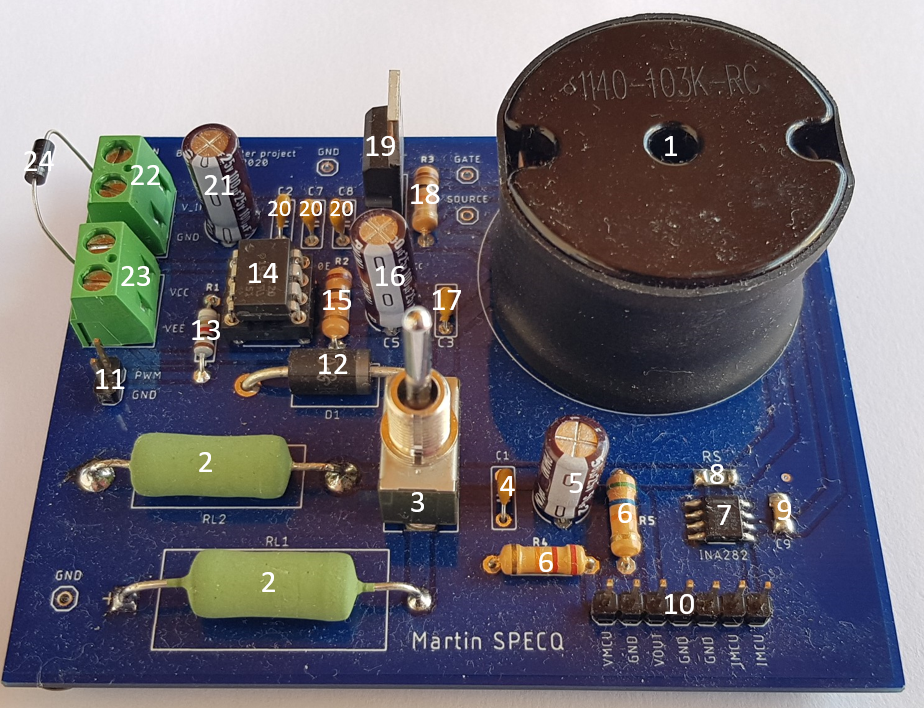 1140-103K-RC
1
24
22
21
19
GND
R3
GATE
18
SOURCE
C2
C7
C8
20
20
20
V_I
GND
23
14
R2
16
15
17
VCC
R1
13
VEE
C5
C3
12
11
PWM
GND
D1
2
RL2
3
C1
4
5
6
R5
RS
8
7
9
INA282
C9
RL1
R4
6
GND
2
10
Martin SPECQ
VMCU
GND
VOUT
GND
GND
IMCU
IMCU
project
2020